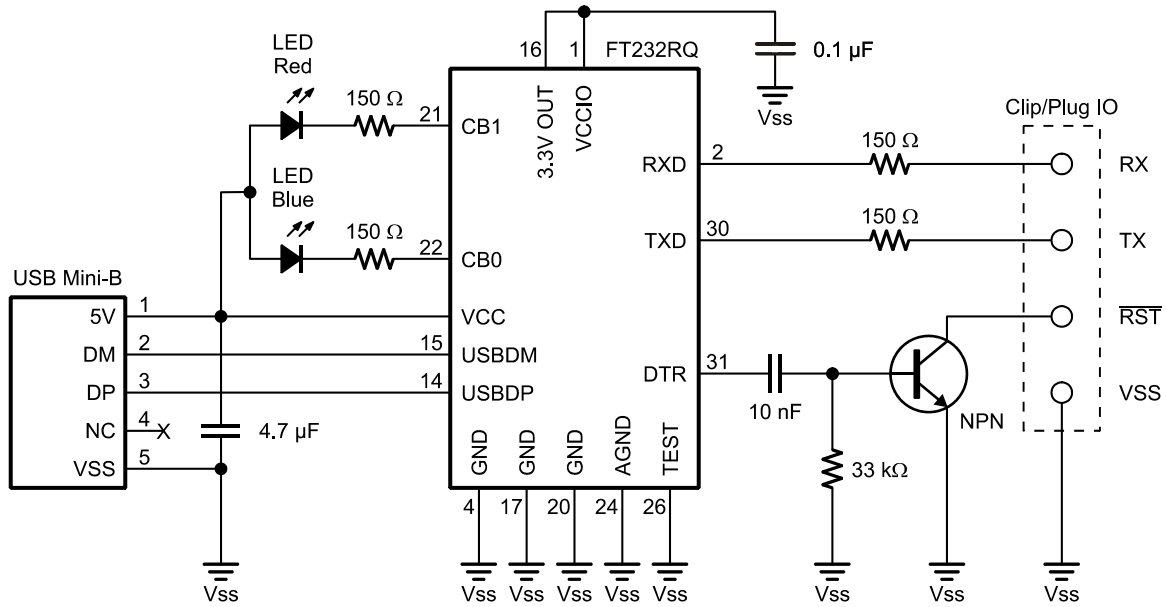 16 1 FT232RQ
0.1 µF
Vss
LED
Red
150 Ω
21
CB1
3.3V OUT
VCCIO
Clip/Plug IO
RXD
2
150 Ω
RX
LED
Blue
150 Ω
22
CB0
TXD
30
150 Ω
TX
USB Mini-B
5V
1
VCC
RST
DM
2
15
USBDM
DP
3
14
USBDP
DTR
31
10 nF
NPN
VSS
NC
4
X
4.7 µF
VSS
5
GND
GND
GND
AGND
TEST
33 kΩ
4
17
20
24
26
Vss
Vss
Vss
Vss
Vss
Vss
Vss
Vss
Vss